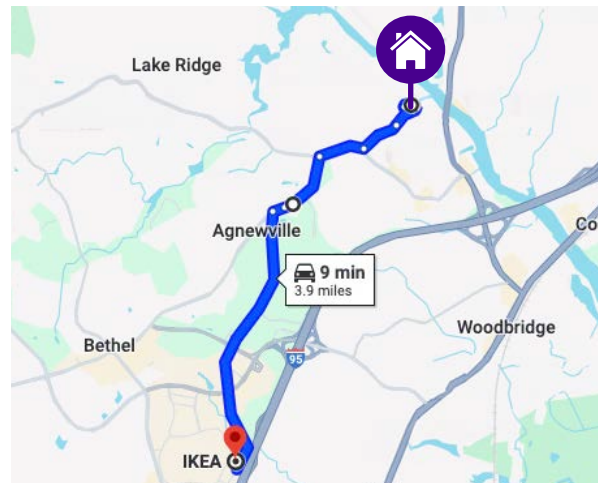 Lake Ridge
Agnewville
Co
9 min
3.9 miles
Woodbridge
Bethel
95
IKEA